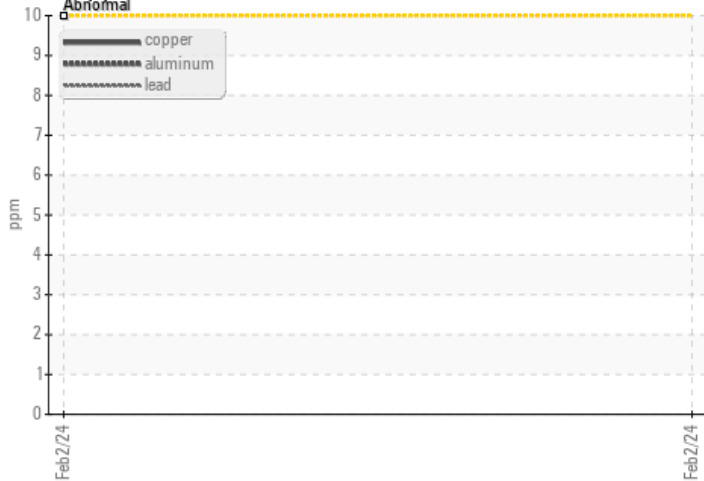 Abnormal
10
copper
9
aluminum
lead
8
7
6
ppm
5
4
3
2
1
0
Feb2/24
Feb2/24